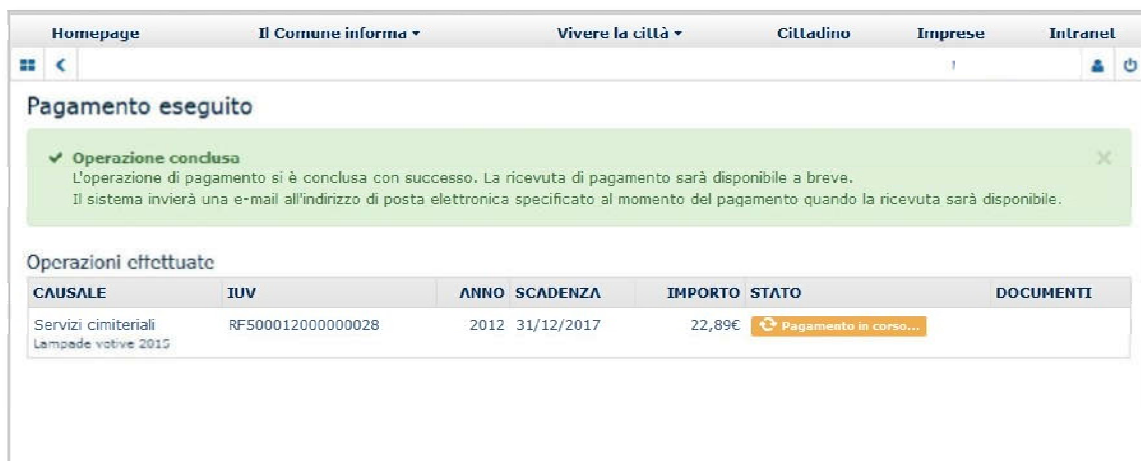 Homepage Il Comune informa Vivere la città Cittadino Imprese Intranet
Pagamento eseguito
Operazione conclusa
L'operazione di pagamento si è conclusa con successo. La ricevuta di pagamento sarà disponibile a breve.
Il sistema invierà una e-mail all'indirizzo di posta elettronica specificato al momento del pagamento quando la ricevuta sarà disponibile.
Operazioni effettuate
CAUSALE IUV ANNO SCADENZA IMPORTO STATO DOCUMENTI
Servizi cimiteriali RF500012000000028 2012 31/12/2017 22,89€ Pagamento in corso...
Lampade votive 2015